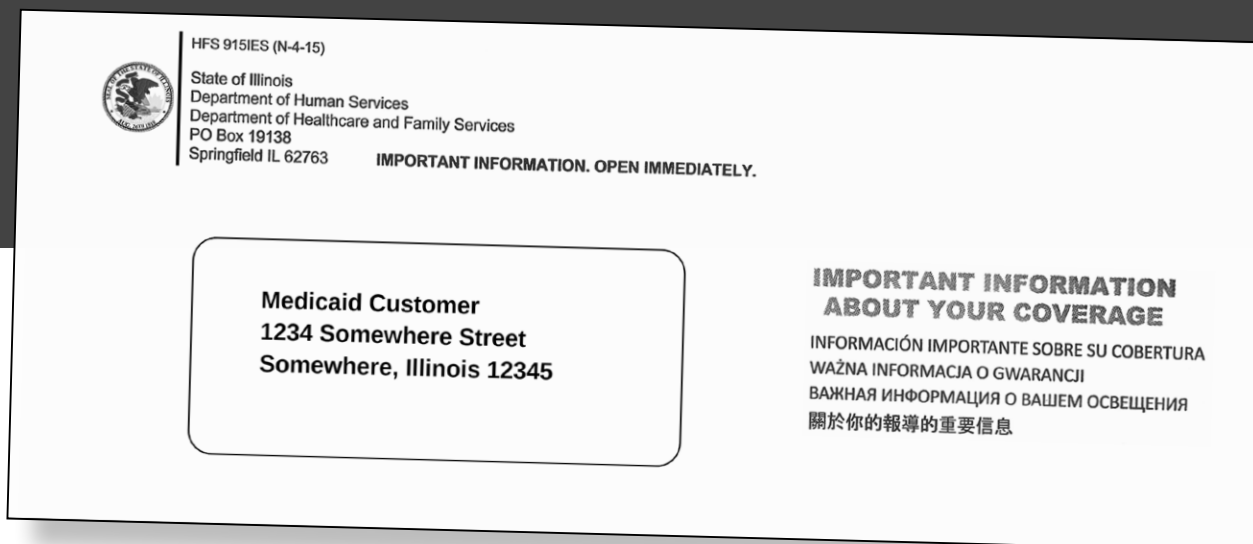 HFS 915IES (N-4-15)
State of Illinois
Department of Human Services
Department of Healthcare and Family Services
PO Box 19138
Springfield IL 62763
IMPORTANT INFORMATION. OPEN IMMEDIATELY.
Medicaid Customer
1234 Somewhere Street
Somewhere, Illinois 12345
IMPORTANT INFORMATION
ABOUT YOUR COVERAGE
INFORMACIÓN IMPORTANTE SOBRE SU COBERTURA
WAŻNA INFORMACJA O GWARANCJI
ВАЖНАЯ ИНФОРМАЦИЯ О ВАШЕМ ОСВЕЩЕНИЯ
關於你的報導的重要信息